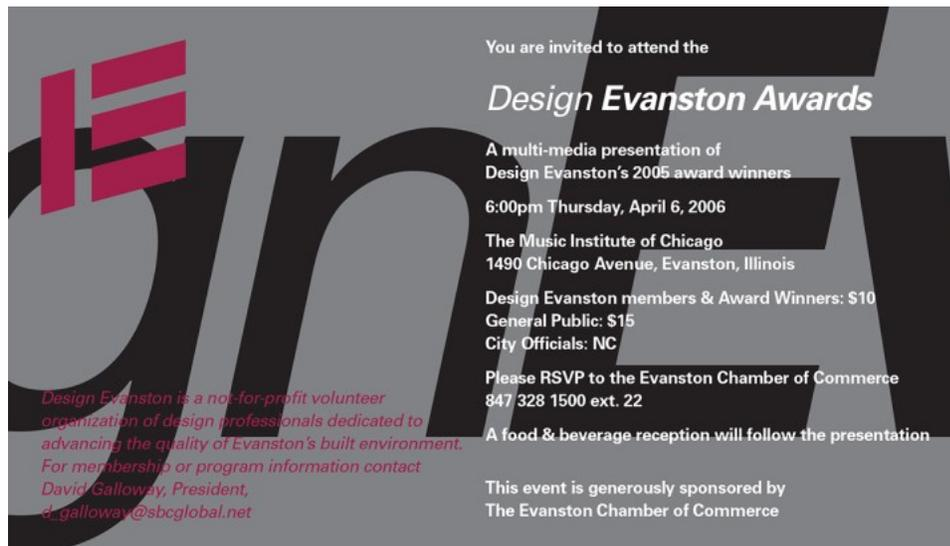 You are invited to attend the
Design Evanston Awards
A multi-media presentation of
Design Evanston's 2005 award winners
6:00pm Thursday, April 6, 2006
The Music Institute of Chicago
1490 Chicago Avenue, Evanston, Illinois
Design Evanston members & Award Winners: $10
General Public: $15
City Officials: NC
Please RSVP to the Evanston Chamber of Commerce
847 328 1500 ext. 22
A food & beverage reception will follow the presentation
This event is generously sponsored by
The Evanston Chamber of Commerce
Design Evanston is a not-for-profit volunteer
organization of design professionals dedicated to
advancing the quality of Evanston's built environment.
For membership or program information contact
David Galloway, President,
d_galloway@sbcglobal.net
gnEv
E